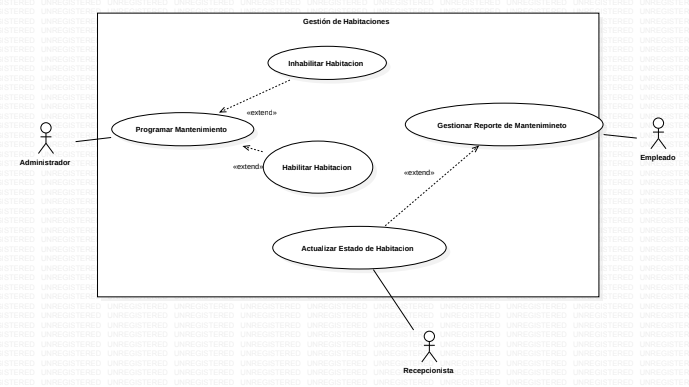 Gestión de Habitaciones
Inhabilitar Habitacion
«extend»
Programar Mantenimiento
Gestionar Reporte de Mantenimineto
Administrador
Empleado
«extend»
Habilitar Habitacion
«extend»
Actualizar Estado de Habitacion
Recepcionista